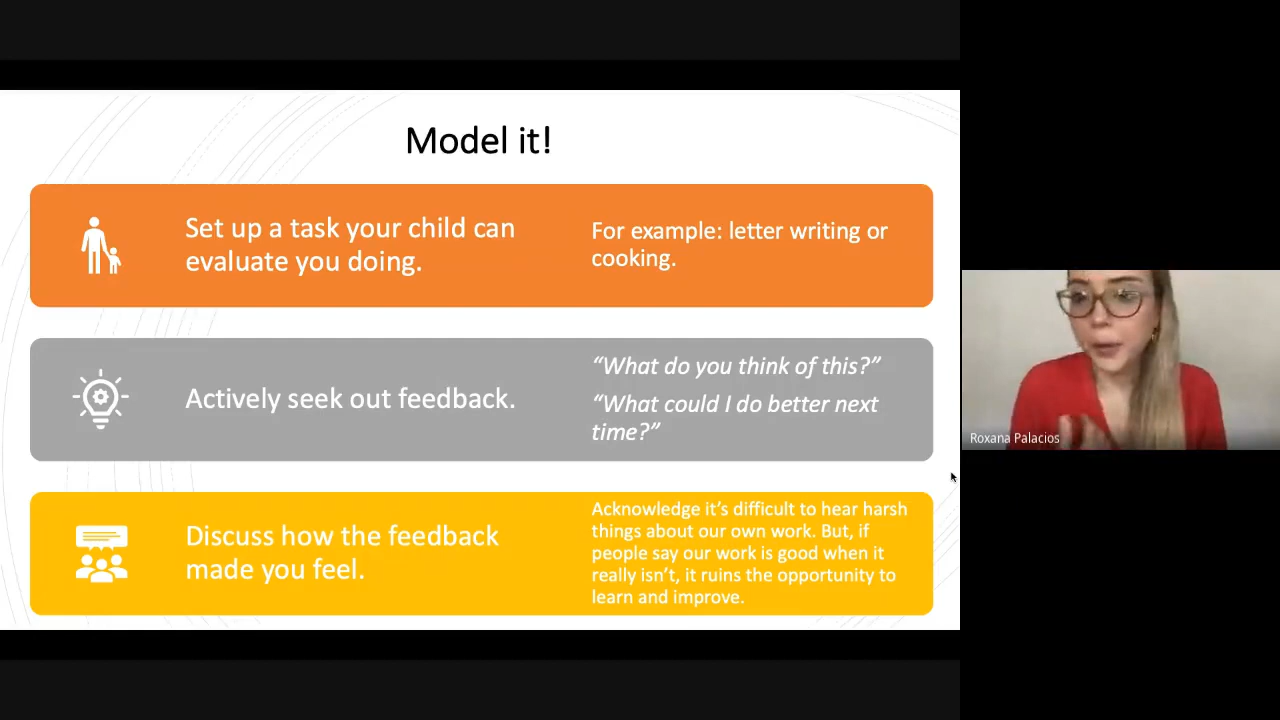 Model it!
Set up a task your child can
evaluate you doing.
For example: letter writing or
cooking.
Actively seek out feedback.
“What do you think of this?”
“What could I do better next
time?”
Discuss how the feedback
made you feel.
Acknowledge it’s difficult to hear harsh
things about our own work. But, if
people say our work is good when it
really isn’t, it ruins the opportunity to
learn and improve.
Roxana Palacios